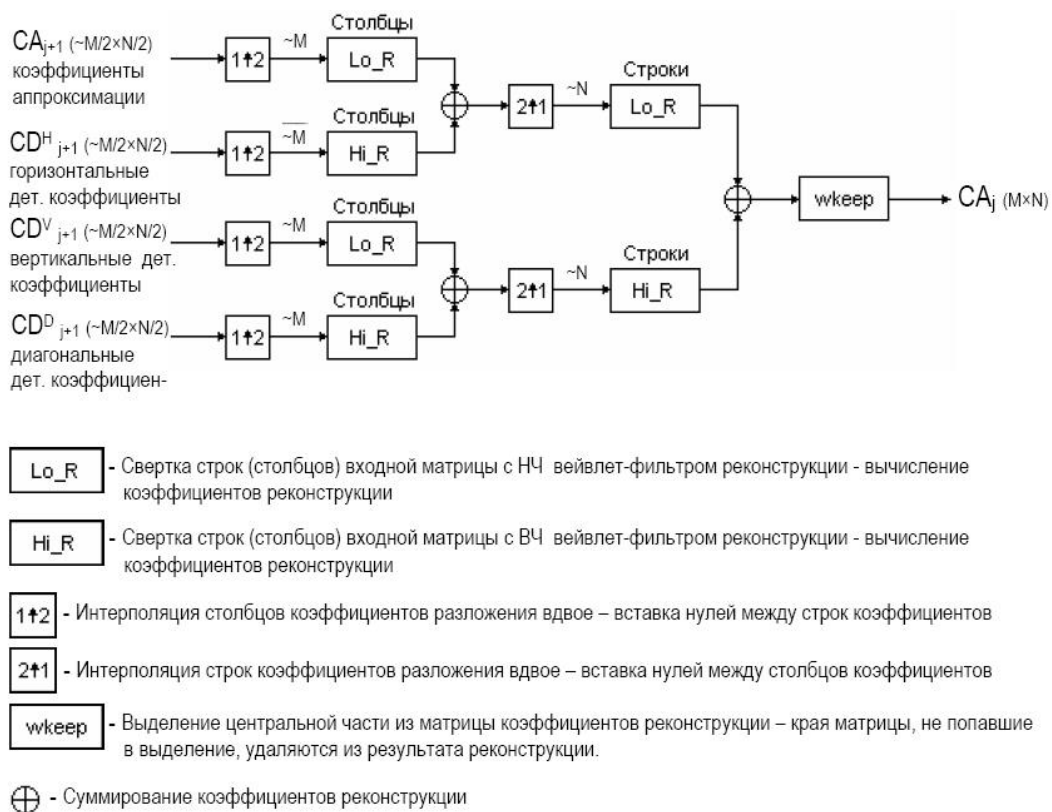 Столбцы
CA j+1 (~M/2×N/2)
коэффициенты
аппроксимации
1↑2
~M
Lo_R
Столбцы
CDᴴ j+1 (~M/2×N/2)
горизонтальные
дет. коэффициенты
1↑2
~M
Hi_R
2↑1
~N
Строки
Lo_R
Столбцы
CDⱽ j+1 (~M/2×N/2)
вертикальные дет.
коэффициенты
1↑2
~M
Lo_R
Столбцы
CDᴰ j+1 (~M/2×N/2)
диагональные
дет. коэффициен-
1↑2
~M
Hi_R
2↑1
~N
Строки
Hi_R
wkeep
CAj (M×N)
Lo_R - Свертка строк (столбцов) входной матрицы с НЧ вейвлет-фильтром реконструкции - вычисление
коэффициентов реконструкции
Hi_R - Свертка строк (столбцов) входной матрицы с ВЧ вейвлет-фильтром реконструкции - вычисление
коэффициентов реконструкции
1↑2 - Интерполяция столбцов коэффициентов разложения вдвое – вставка нулей между строк коэффициентов
2↑1 - Интерполяция строк коэффициентов разложения вдвое – вставка нулей между столбцов коэффициентов
wkeep - Выделение центральной части из матрицы коэффициентов реконструкции – края матрицы, не попавшие
в выделение, удаляются из результата реконструкции.
⊕ - Суммирование коэффициентов реконструкции